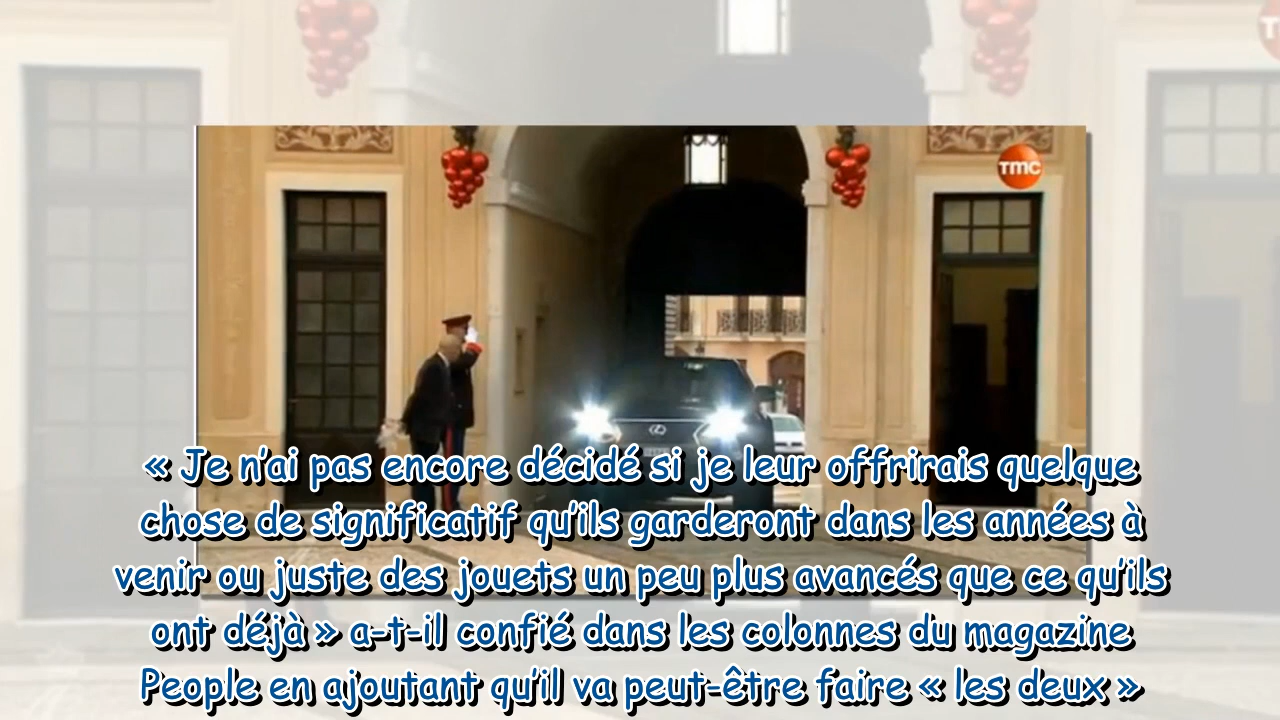 TMC
« Je n'ai pas encore décidé si je leur offrirais quelque
chose de significatif qu'ils garderont dans les années à
venir ou juste des jouets un peu plus avancés que ce qu'ils
ont déjà » a-t-il confié dans les colonnes du magazine
People en ajoutant qu'il va peut-être faire « les deux »